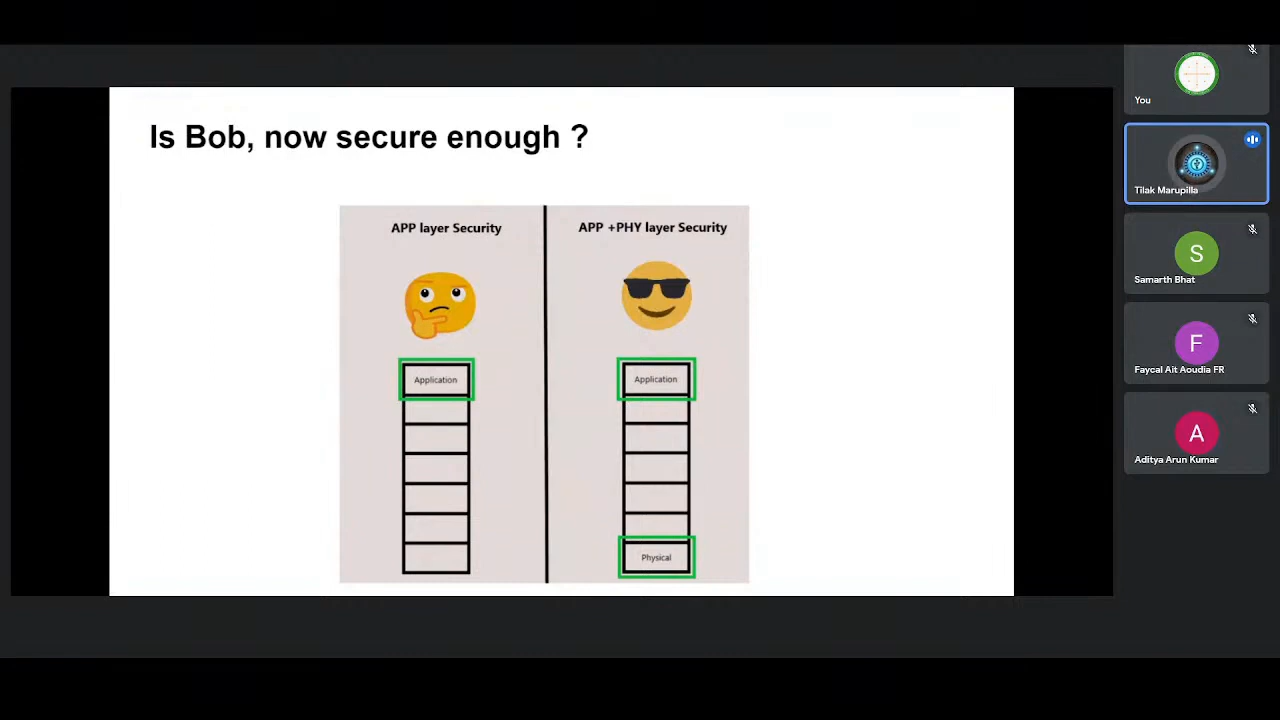 Is Bob, now secure enough ?
APP layer Security
APP +PHY layer Security
Application
Application
Physical
You
Tilak Marupilla
S
Samarth Bhat
F
Faycal Ait Aoudia FR
A
Aditya Arun Kumar